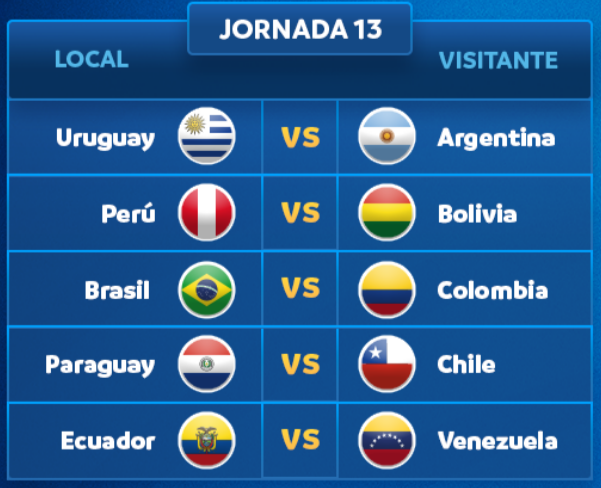 JORNADA 13
LOCAL VISITANTE
Uruguay VS Argentina
Perú VS Bolivia
Brasil VS Colombia
Paraguay VS Chile
Ecuador VS Venezuela